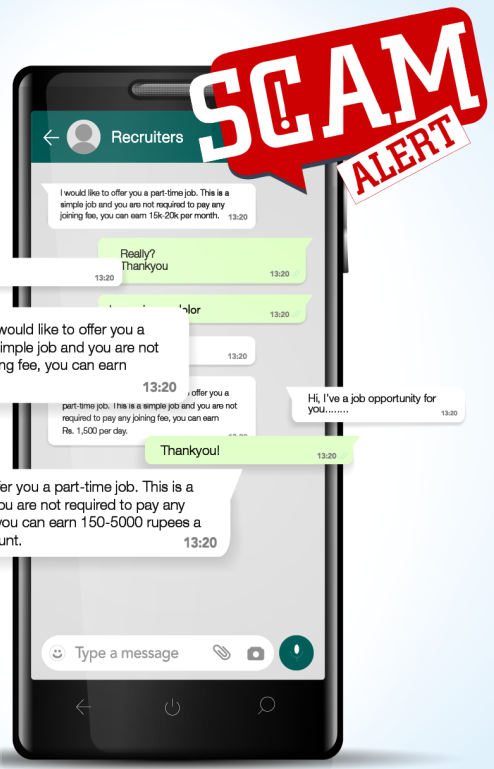 SCAM
ALERT
Recruiters
I would like to offer you a part-time job. This is a
simple job and you are not required to pay any
joining fee, you can earn 15k-20k per month.
13:20
Really?
Thankyou
13:20
13:20
13:20
would like to offer you a
simple job and you are not
ng fee, you can earn
13:20
13:20
offer you a
part-time job. This is a simple job and you are not
required to pay any joining fee, you can earn
Rs. 1,500 per day.
Hi, I've a job opportunity for
you........
13:20
Thankyou!
13:20
fer you a part-time job. This is a
ou are not required to pay any
you can earn 150-5000 rupees a
unt.
13:20
Type a message